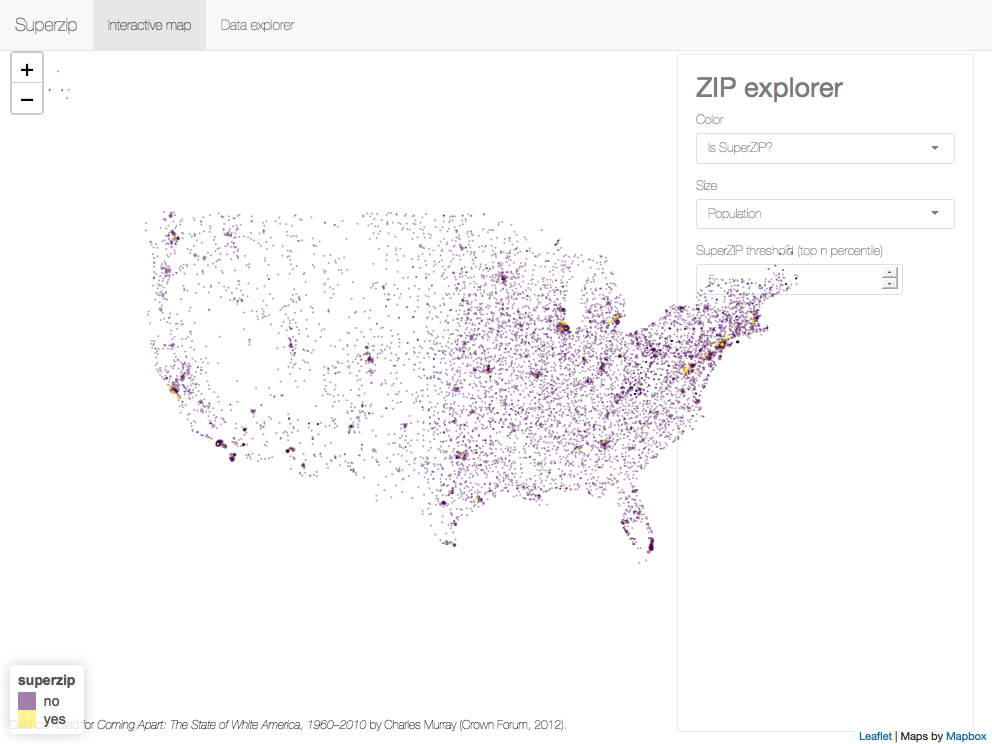 Superzip Interactive map Data explorer
+
−
ZIP explorer
Color
Is SuperZIP?
Size
Population
SuperZIP threshold (top n percentile)
5
superzip
no
yes
for Coming Apart: The State of White America, 1960–2010 by Charles Murray (Crown Forum, 2012).
Leaflet | Maps by Mapbox